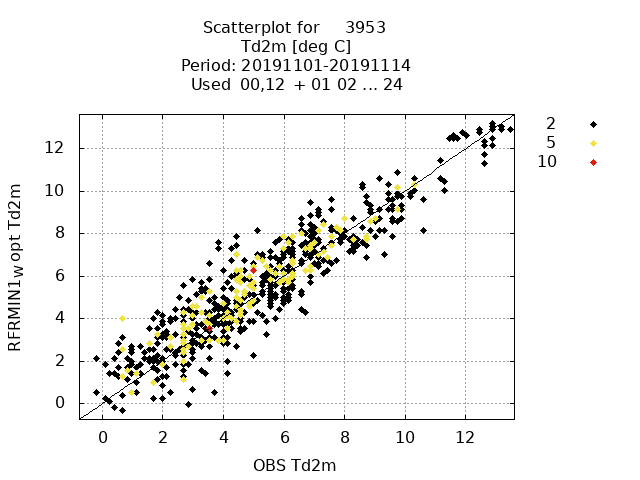 Scatterplot for 3953
Td2m [deg C]
Period: 20191101-20191114
Used 00,12 + 01 02 ... 24
2
5
10
12
10
8
6
4
2
0
RFRMIN1w opt Td2m
0 2 4 6 8 10 12
OBS Td2m